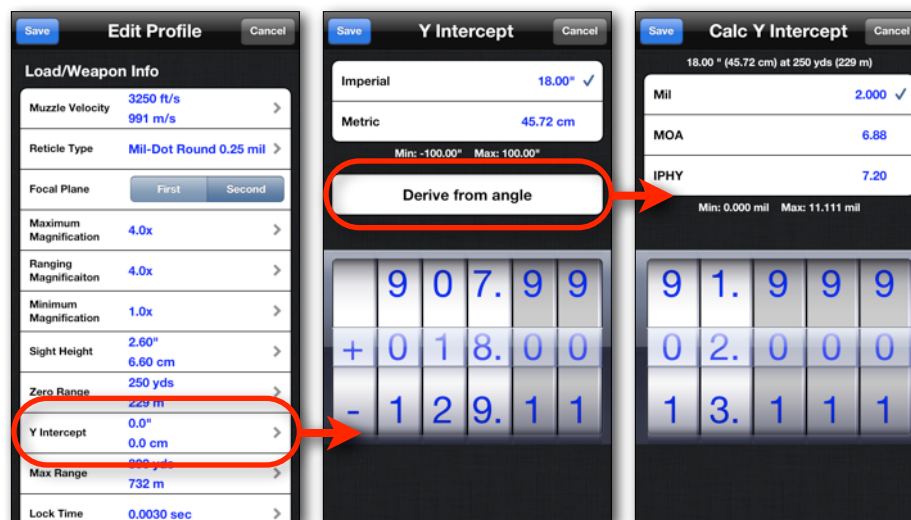 Save Edit Profile Cancel
Load/Weapon Info
Muzzle Velocity 3250 ft/s
991 m/s
Reticle Type Mil-Dot Round 0.25 mil
Focal Plane First Second
Maximum
Magnification 4.0x
Ranging
Magnificaiton 4.0x
Minimum
Magnification 1.0x
Sight Height 2.60"
6.60 cm
Zero Range 250 yds
229 m
Y Intercept 0.0"
0.0 cm
Max Range 800 yds
732 m
Lock Time 0.0030 sec
Save Y Intercept Cancel
Imperial 18.00" ✓
Metric 45.72 cm
Min: -100.00" Max: 100.00"
Derive from angle
9 0 7. 9 9
+ 0 1 8. 0 0
- 1 2 9. 1 1
Save Calc Y Intercept Cancel
18.00 " (45.72 cm) at 250 yds (229 m)
Mil 2.000 ✓
MOA 6.88
IPHY 7.20
Min: 0.000 mil Max: 11.111 mil
9 1. 9 9 9
0 2. 0 0 0
1 3. 1 1 1